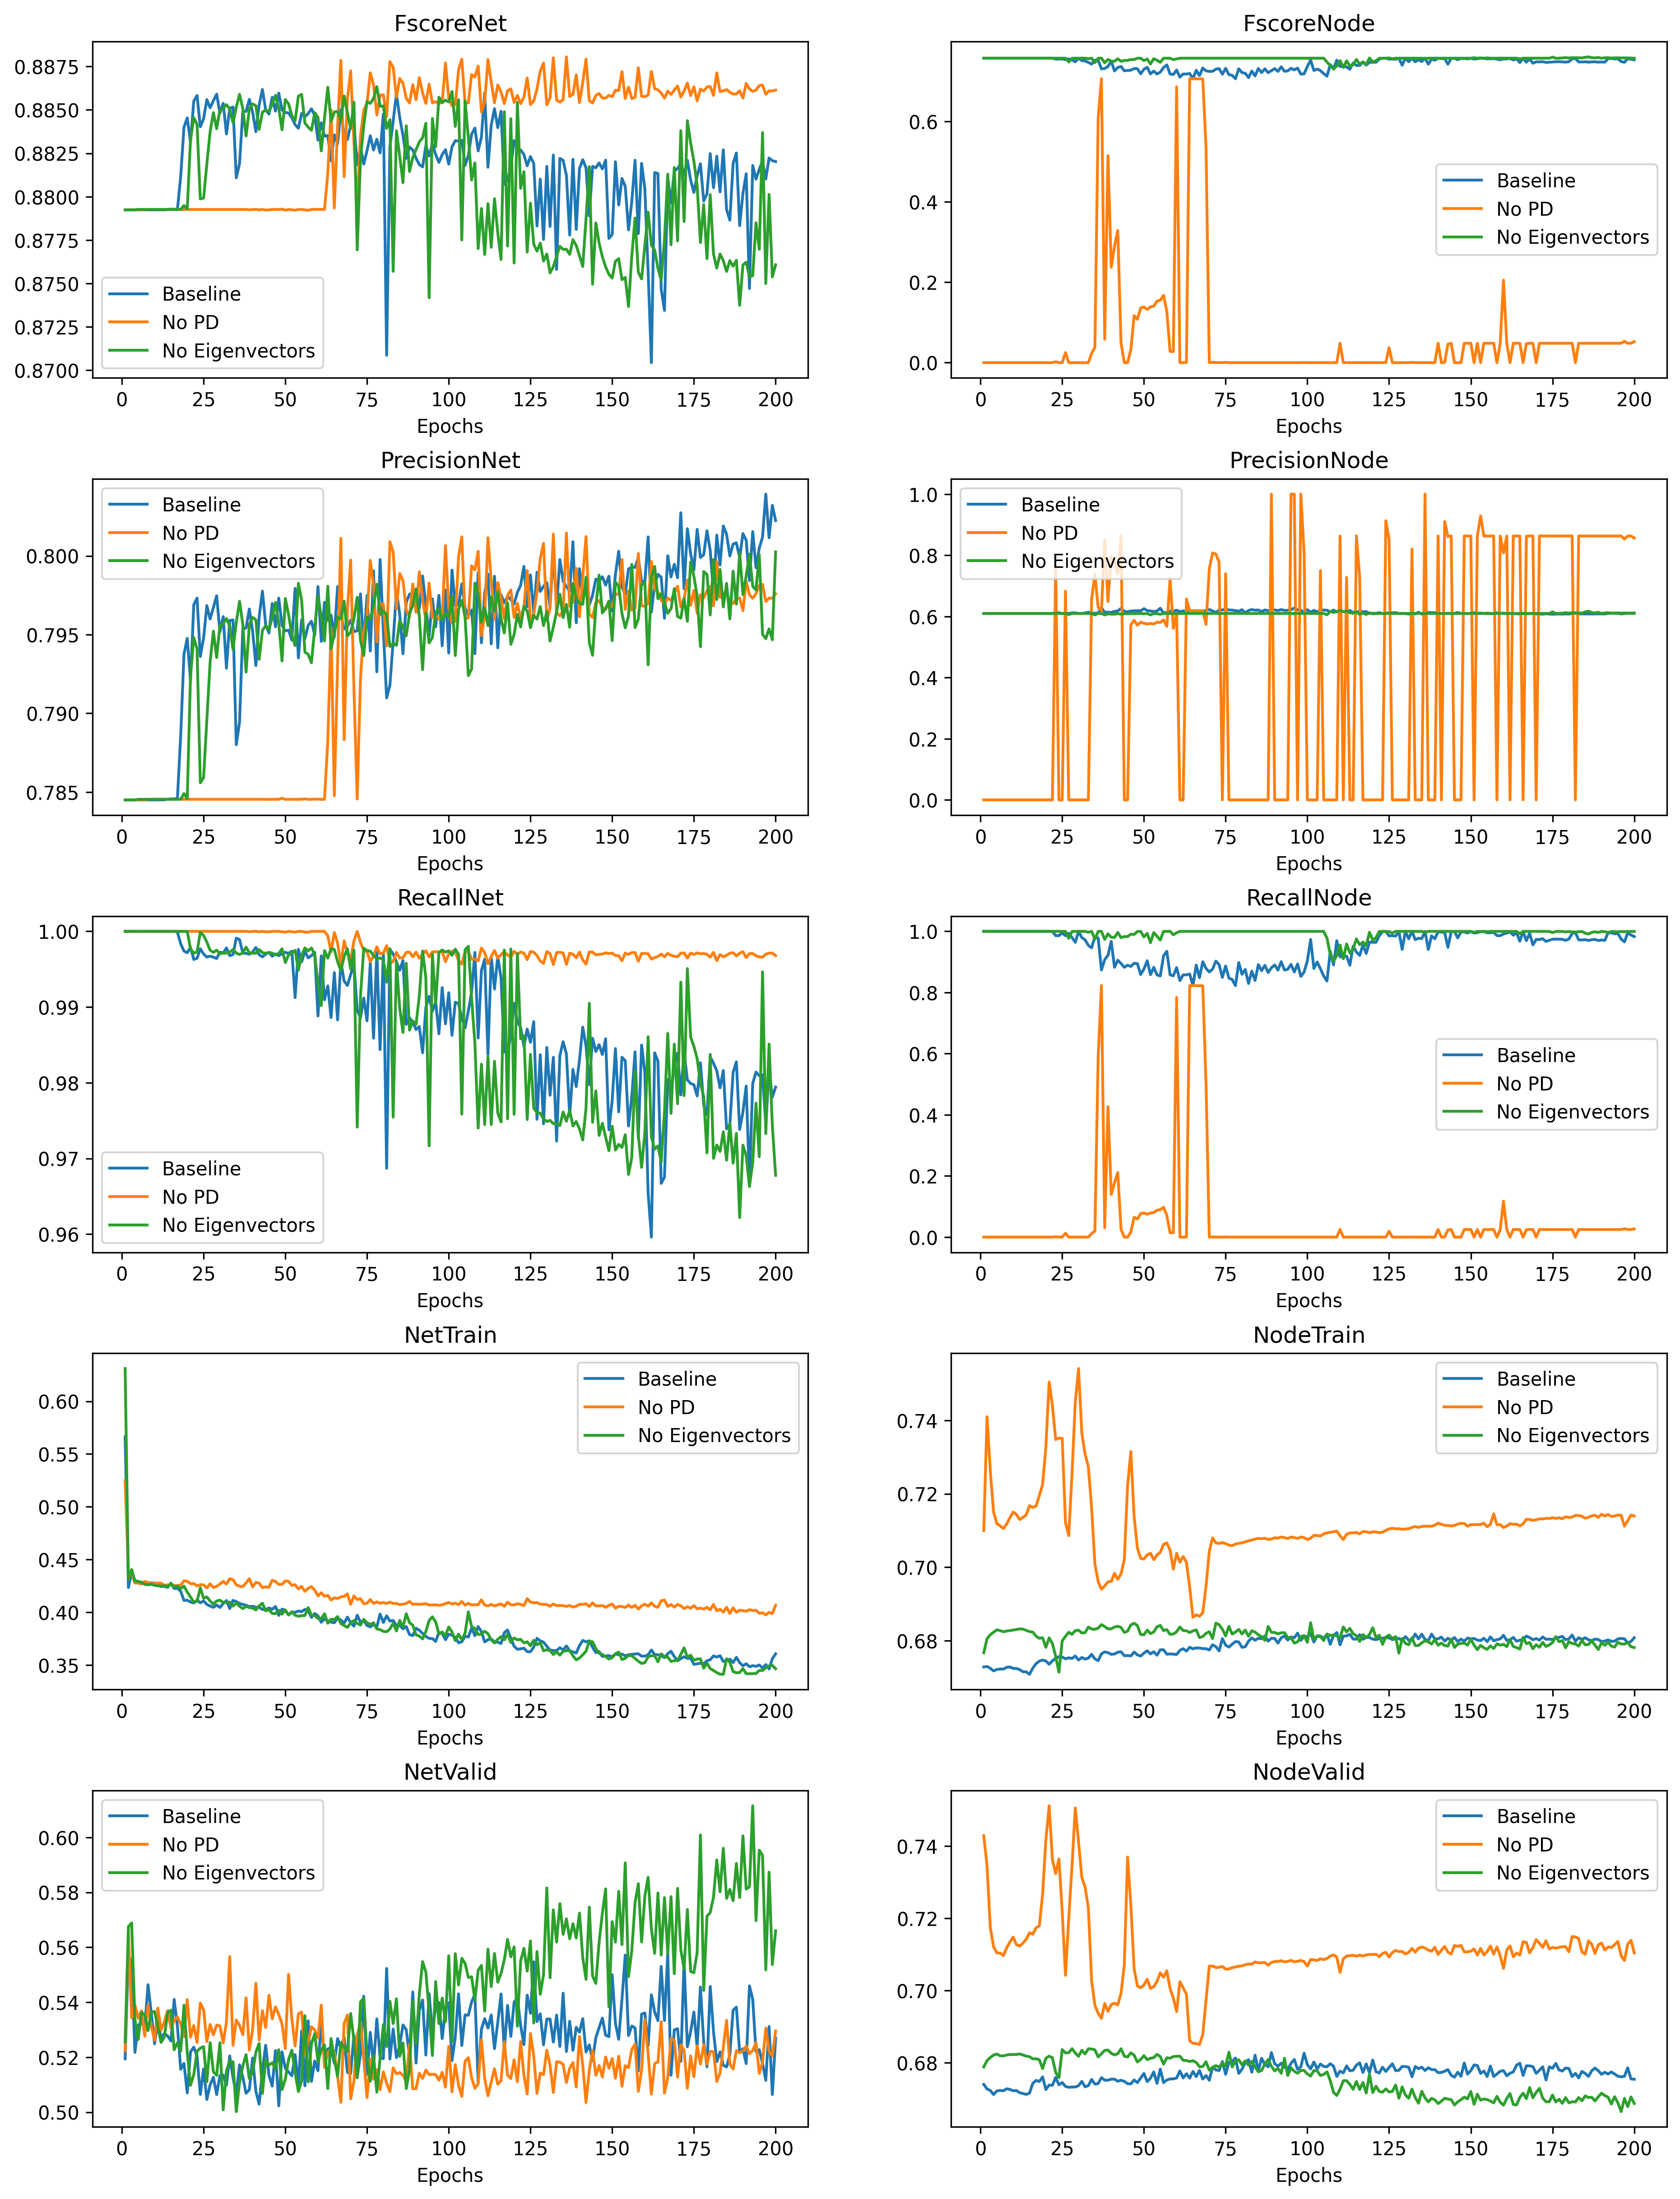 FscoreNet
0.8875
0.8850
0.8825
0.8800
0.8775
0.8750
0.8725
0.8700
Baseline
No PD
No Eigenvectors
0 25 50 75 100 125 150 175 200
Epochs
FscoreNode
0.6
0.4
0.2
0.0
Baseline
No PD
No Eigenvectors
0 25 50 75 100 125 150 175 200
Epochs
PrecisionNet
0.800
0.795
0.790
0.785
Baseline
No PD
No Eigenvectors
0 25 50 75 100 125 150 175 200
Epochs
PrecisionNode
1.0
0.8
0.6
0.4
0.2
0.0
Baseline
No PD
No Eigenvectors
0 25 50 75 100 125 150 175 200
Epochs
RecallNet
1.00
0.99
0.98
0.97
0.96
Baseline
No PD
No Eigenvectors
0 25 50 75 100 125 150 175 200
Epochs
RecallNode
1.0
0.8
0.6
0.4
0.2
0.0
Baseline
No PD
No Eigenvectors
0 25 50 75 100 125 150 175 200
Epochs
NetTrain
0.60
0.55
0.50
0.45
0.40
0.35
Baseline
No PD
No Eigenvectors
0 25 50 75 100 125 150 175 200
Epochs
NodeTrain
0.74
0.72
0.70
0.68
Baseline
No PD
No Eigenvectors
0 25 50 75 100 125 150 175 200
Epochs
NetValid
0.60
0.58
0.56
0.54
0.52
0.50
Baseline
No PD
No Eigenvectors
0 25 50 75 100 125 150 175 200
Epochs
NodeValid
0.74
0.72
0.70
0.68
Baseline
No PD
No Eigenvectors
0 25 50 75 100 125 150 175 200
Epochs